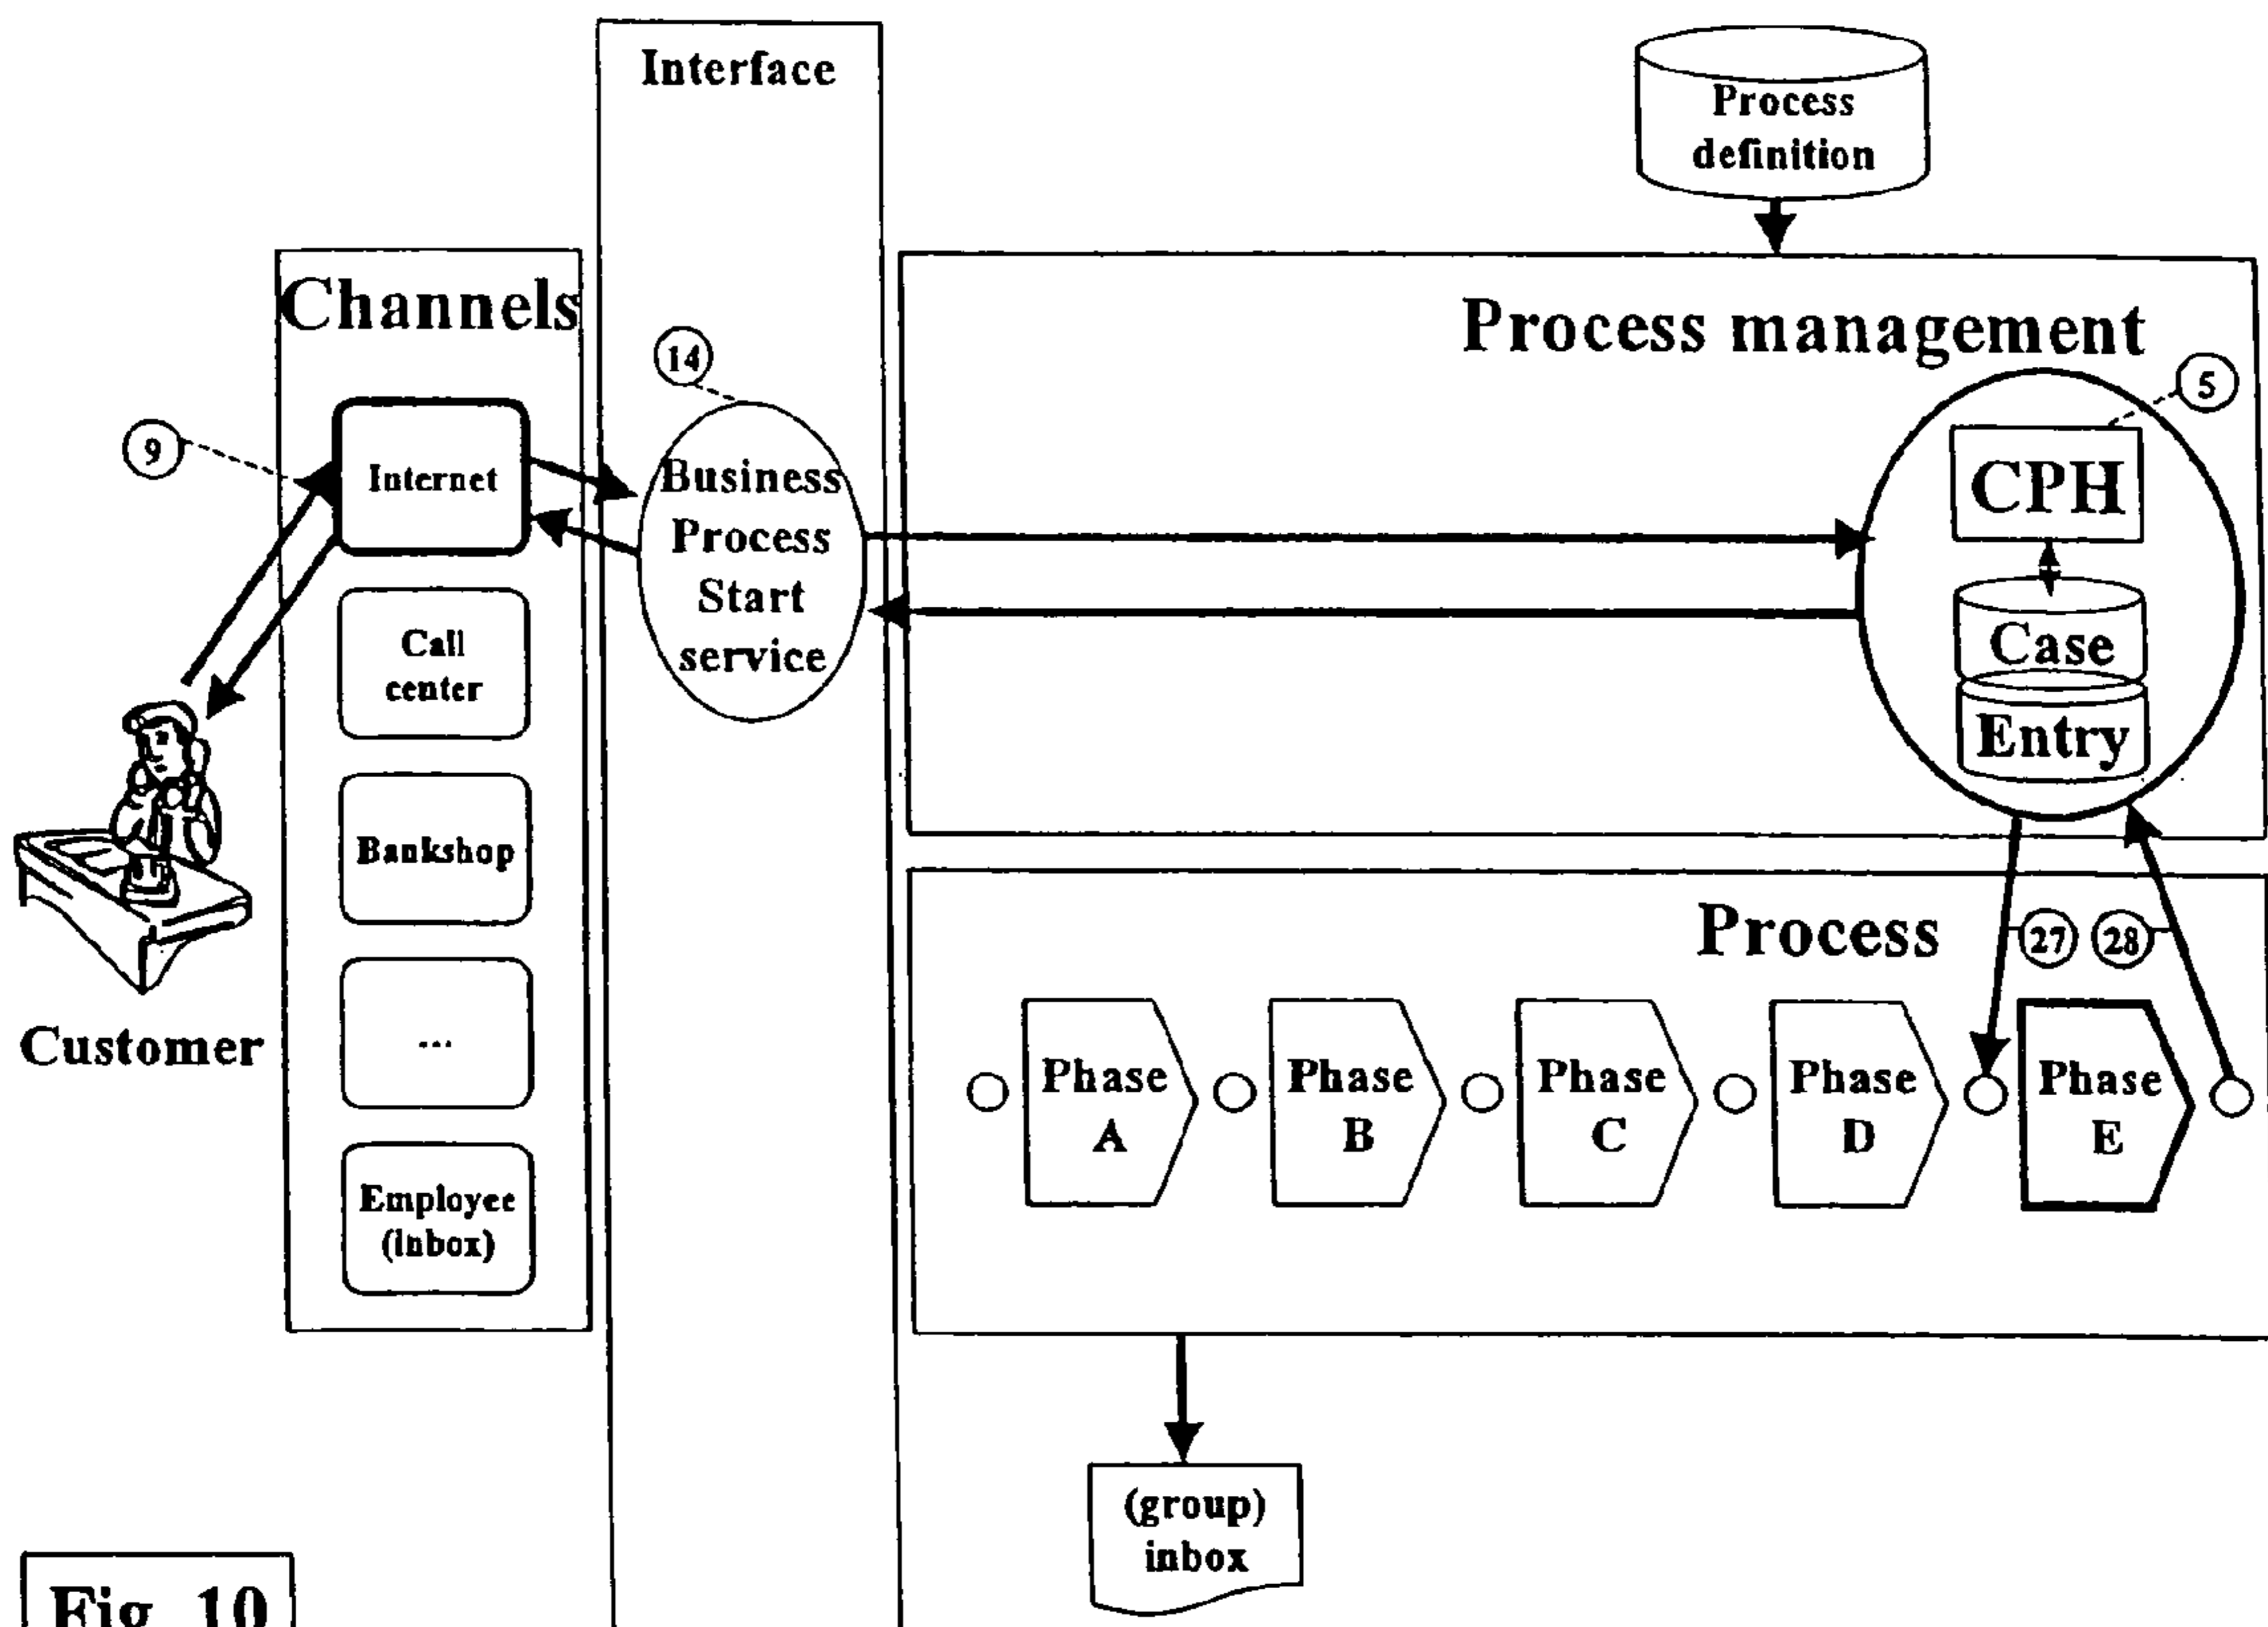 Interface
Process
definition
Channels
Process management
14
5
9
Internet
CPH
Business
Process
Start
service
Call
center
Case
Entry
Bankshop
Process
27
28
...
Customer
Phase
A
Phase
B
Phase
C
Phase
D
Phase
E
Employee
(inbox)
(group)
inbox
Fig. 10